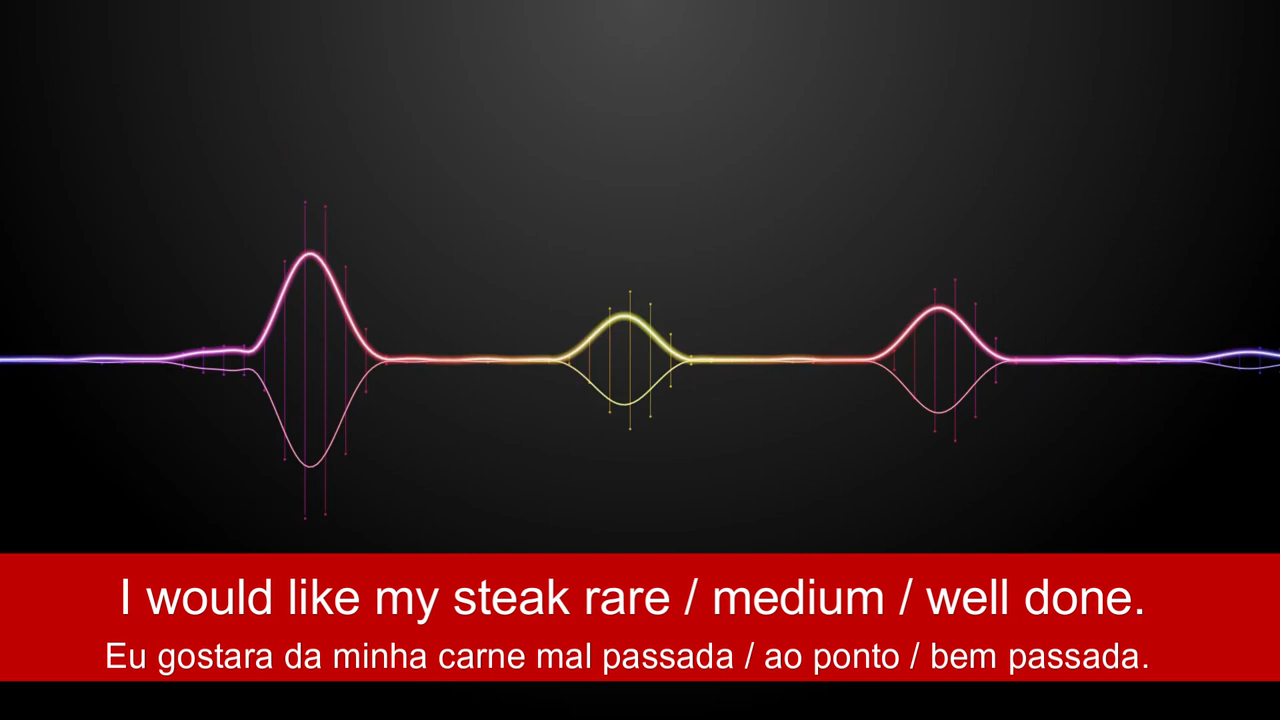 I would like my steak rare / medium / well done.
Eu gostara da minha carne mal passada / ao ponto / bem passada.